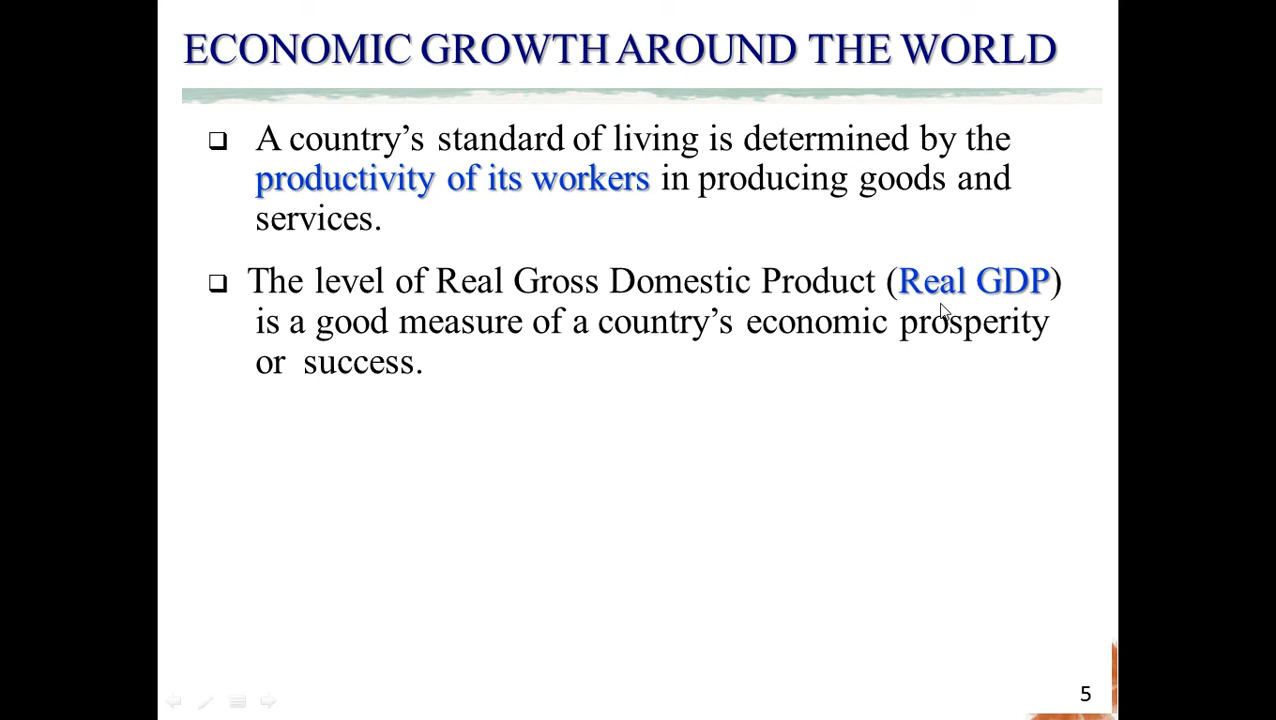 ECONOMIC GROWTH AROUND THE WORLD
A country’s standard of living is determined by the
productivity of its workers in producing goods and
services.
The level of Real Gross Domestic Product (Real GDP)
is a good measure of a country’s economic prosperity
or success.
5